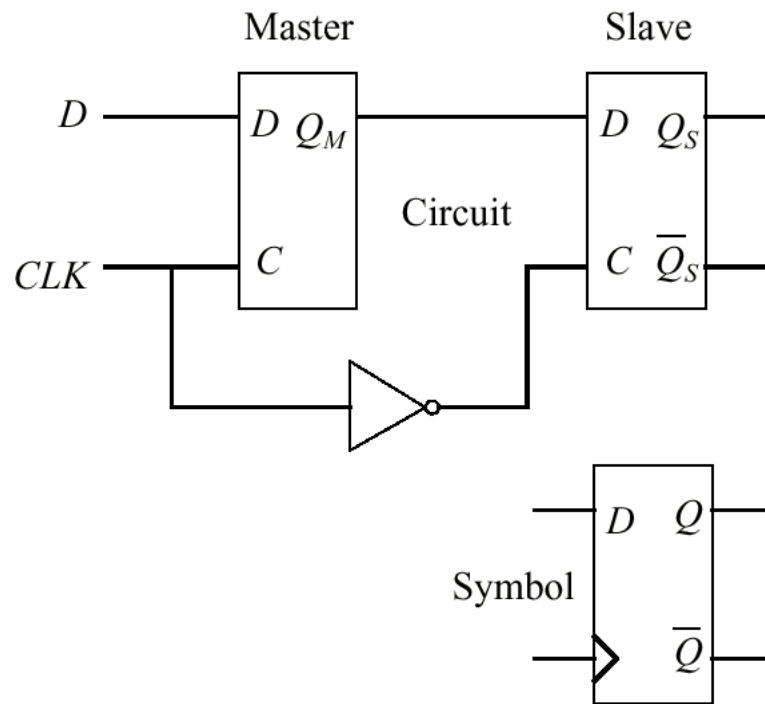 Master Slave
D D Q_M D Q_S
Circuit
CLK C C Q̅_S
D Q
Symbol
Q̅